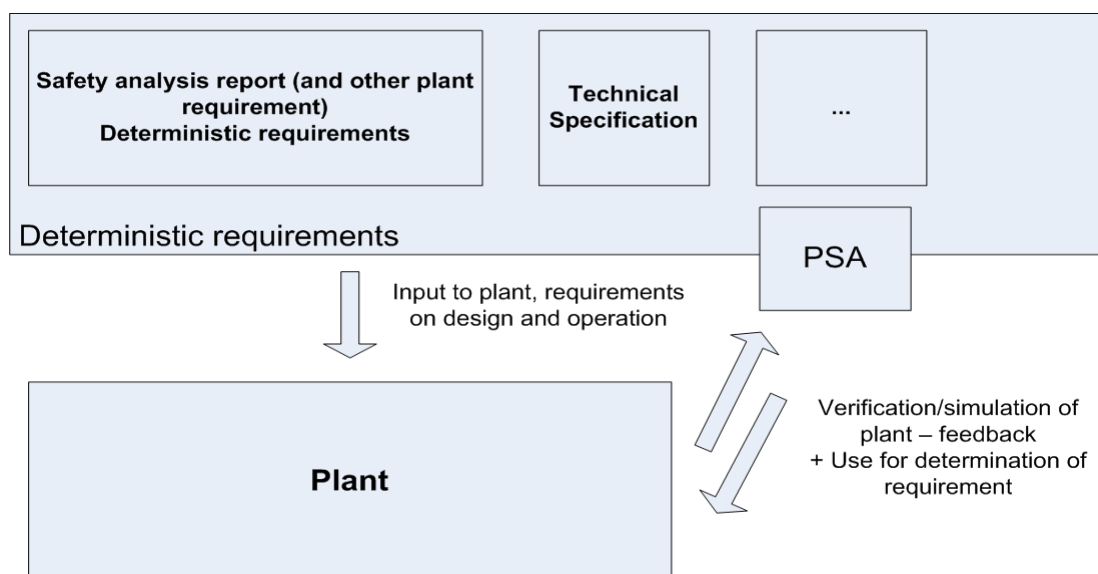 Safety analysis report (and other plant
requirement)
Deterministic requirements
Technical
Specification
...
Deterministic requirements
PSA
Input to plant, requirements
on design and operation
Plant
Verification/simulation of
plant – feedback
+ Use for determination of
requirement